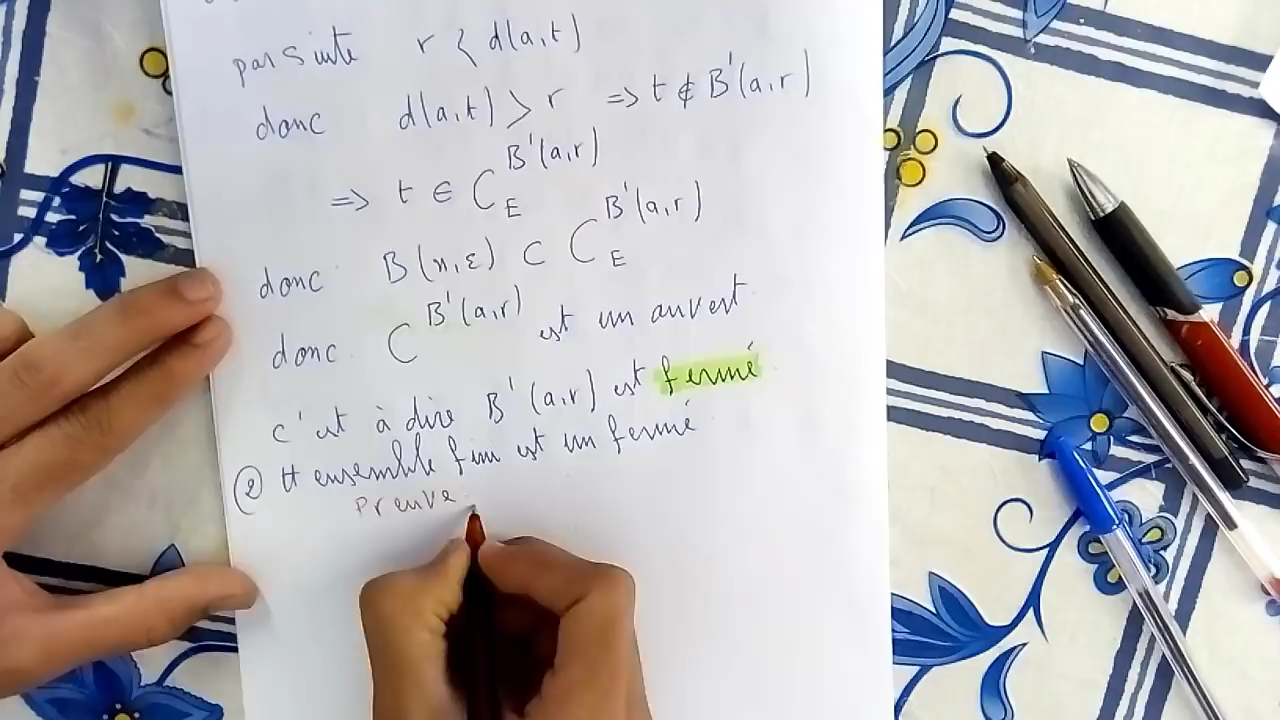 par suite r < d(a,t)
donc d(a,t) > r => t ∉ B'(a,r)
=> t ∈ C_E^{B'(a,r)}
donc B(x,ε) ⊂ C_E^{B'(a,r)}
donc C^{B'(a,r)} est un ouvert
c'est à dire B'(a,r) est fermé
② tt ensemble fini est un fermé
Preuve